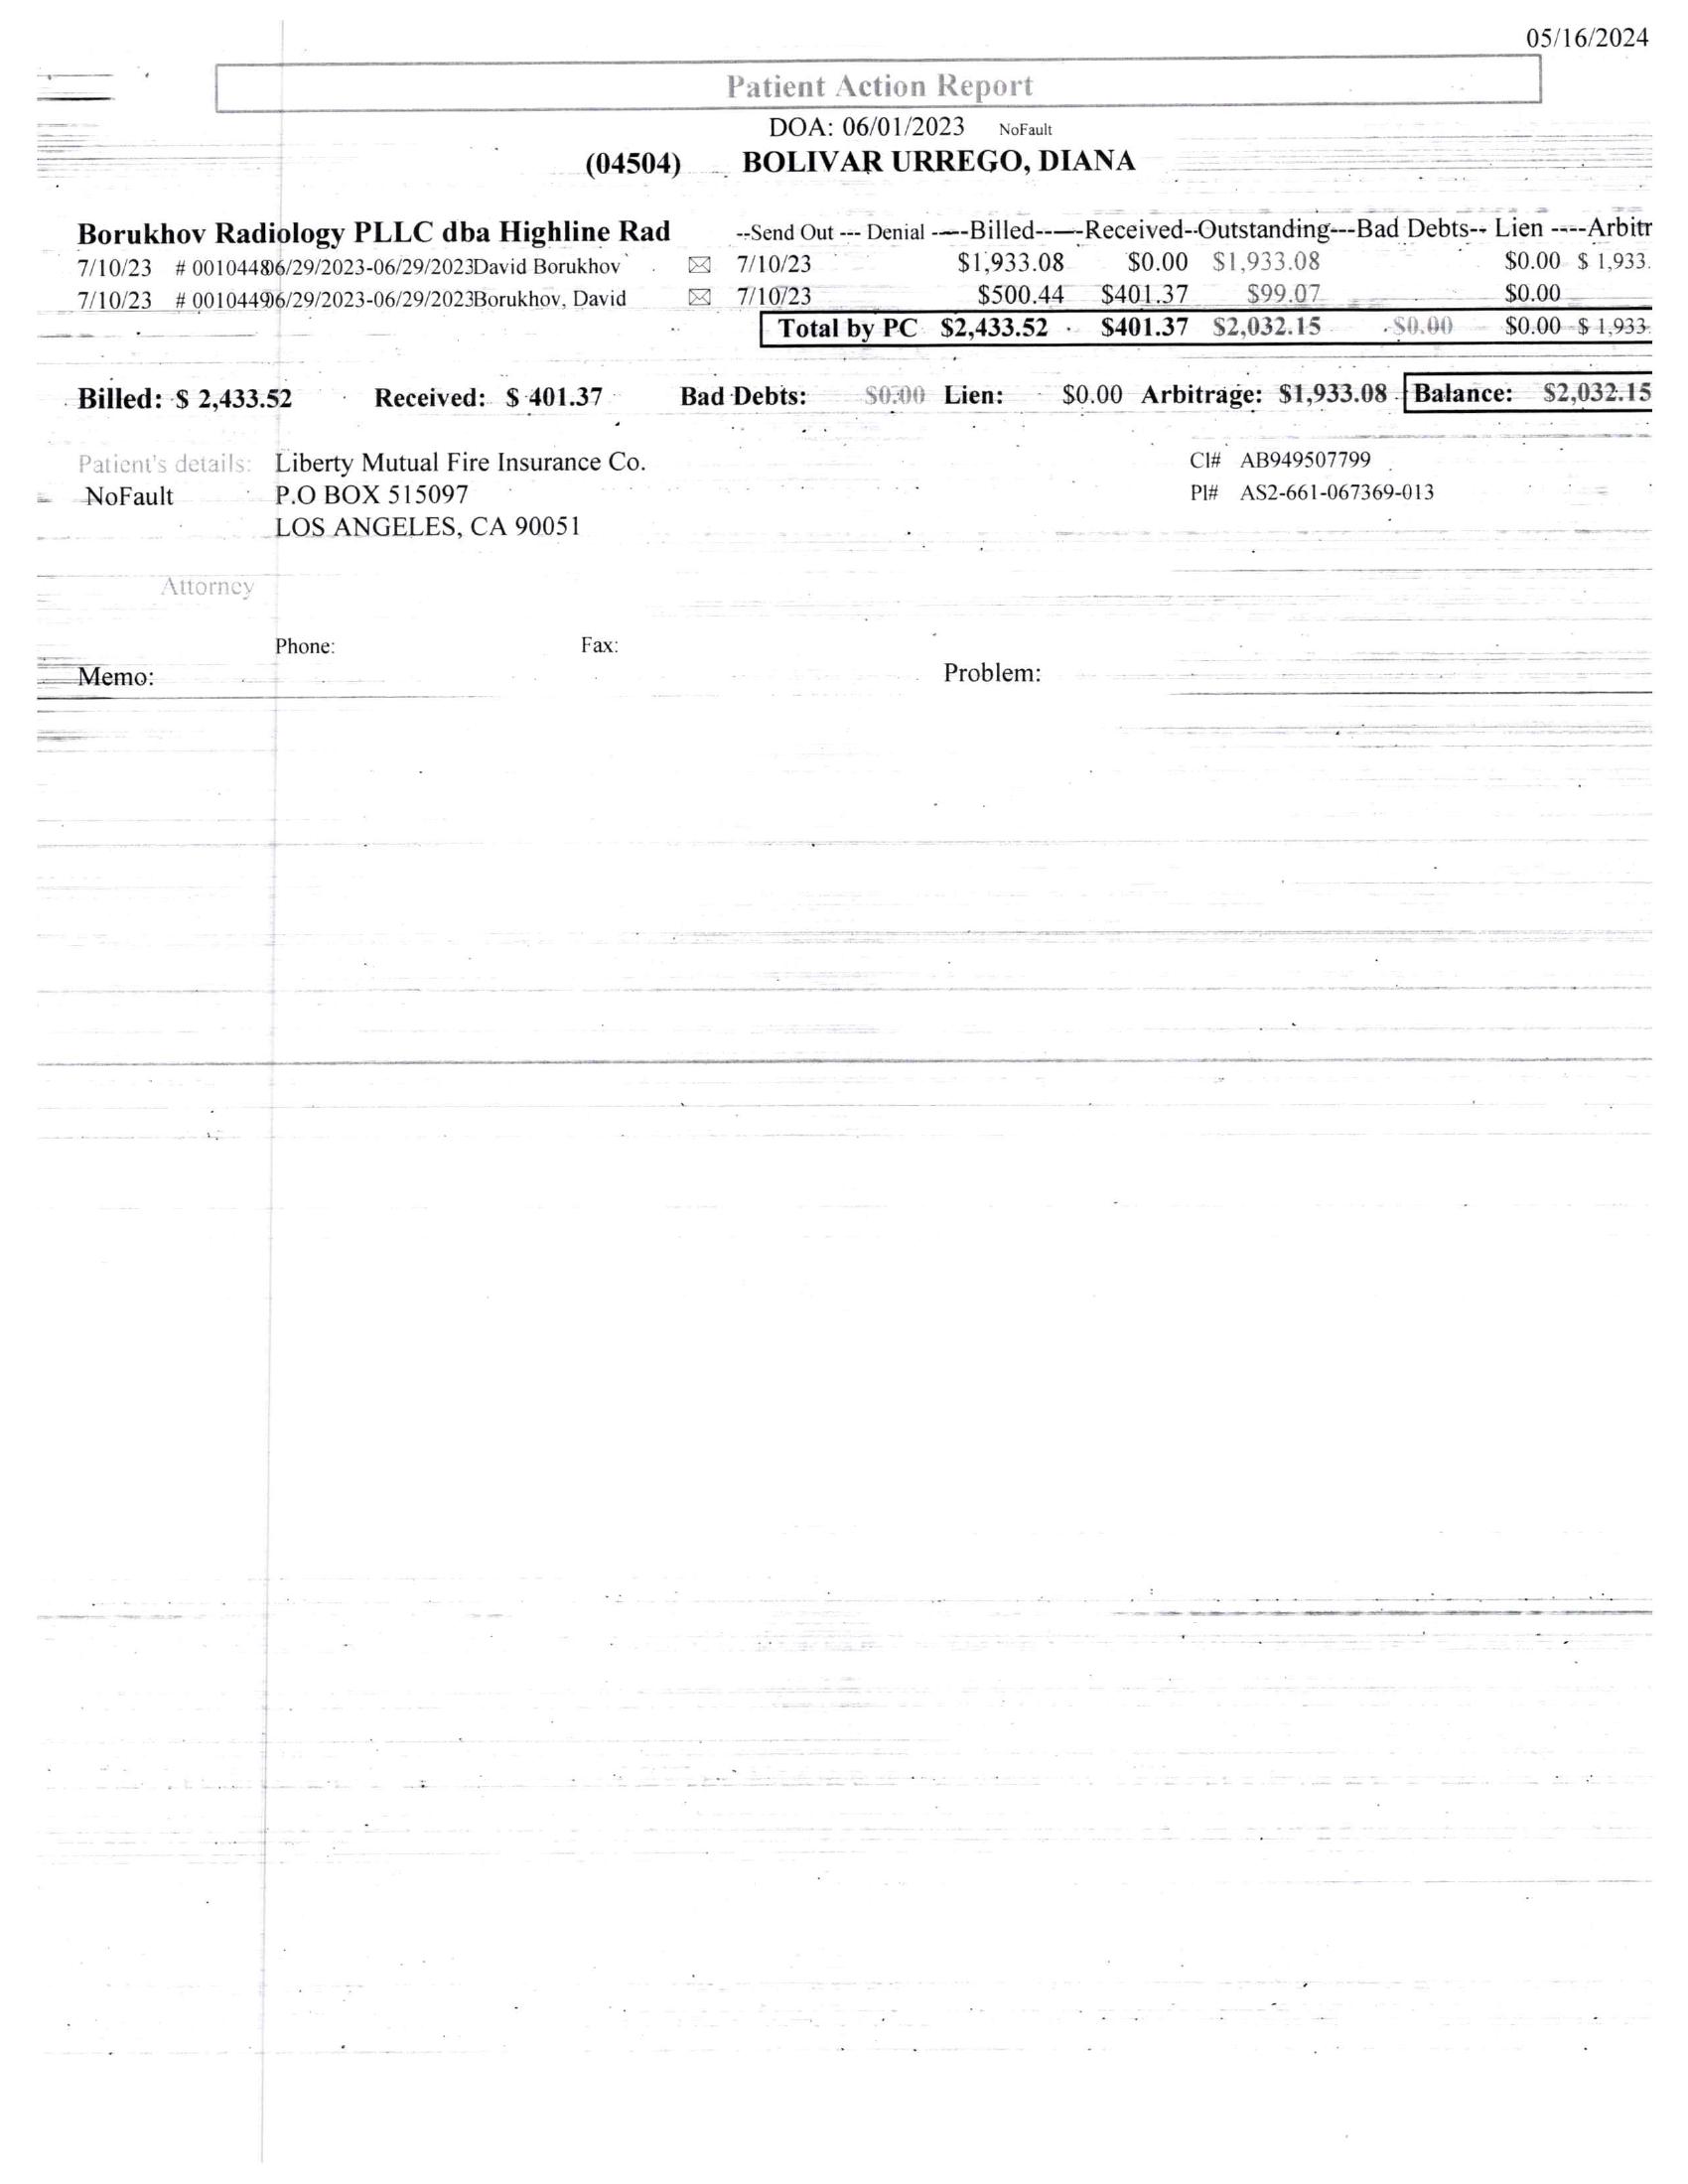 05/16/2024
Patient Action Report
DOA: 06/01/2023 NoFault
(04504) BOLIVAR URREGO, DIANA
Borukhov Radiology PLLC dba Highline Rad --Send Out --- Denial -----Billed------Received--Outstanding---Bad Debts-- Lien ----Arbitr
7/10/23 # 0010448 06/29/2023-06/29/2023 David Borukhov 7/10/23 $1,933.08 $0.00 $1,933.08 $0.00 $ 1,933.
7/10/23 # 0010449 06/29/2023-06/29/2023 Borukhov, David 7/10/23 $500.44 $401.37 $99.07 $0.00
Total by PC $2,433.52 $401.37 $2,032.15 $0.00 $0.00 $ 1,933.
Billed: $ 2,433.52 Received: $ 401.37 Bad Debts: $0.00 Lien: $0.00 Arbitrage: $1,933.08 Balance: $2,032.15
Patient's details: Liberty Mutual Fire Insurance Co. Cl# AB949507799
NoFault P.O BOX 515097 Pl# AS2-661-067369-013
LOS ANGELES, CA 90051
Attorney
Phone: Fax:
Memo: Problem: